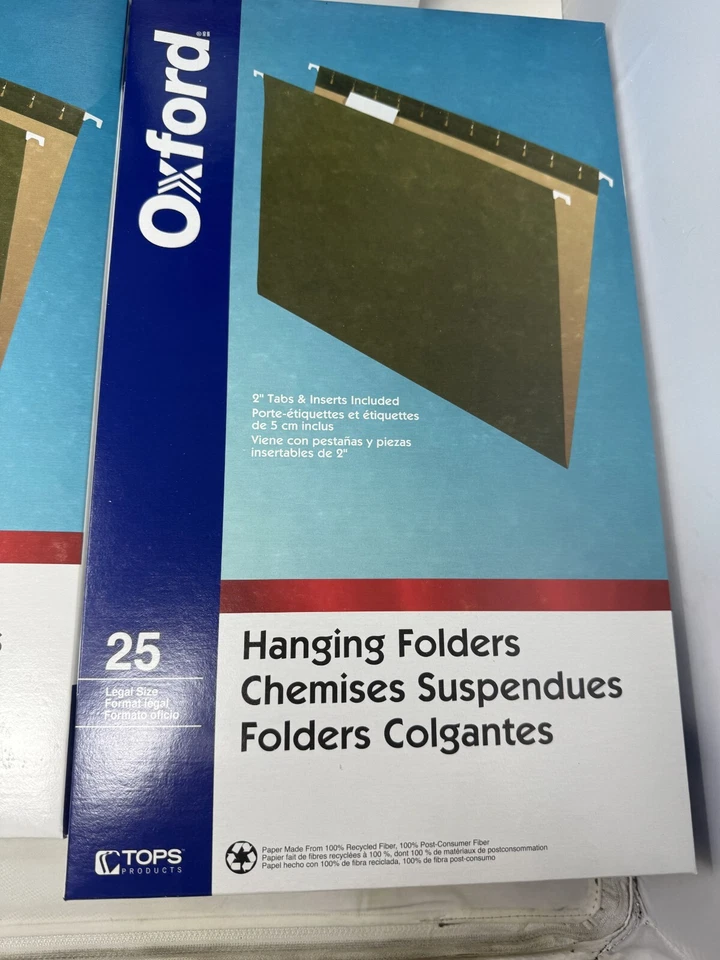 Oxford
2" Tabs & Inserts Included
Porte-étiquettes et étiquettes
de 5 cm inclus
Viene con pestañas y piezas
insertables de 2"
25
Legal Size
Format légal
Formato oficio
Hanging Folders
Chemises Suspendues
Folders Colgantes
TOPS™
PRODUCTS
Paper Made From 100% Recycled Fiber, 100% Post-Consumer Fiber
Papier fait de fibres recyclées à 100 %, dont 100 % de matériaux de postconsommation
Papel hecho con 100% de fibra reciclada, 100% de fibra post-consumo